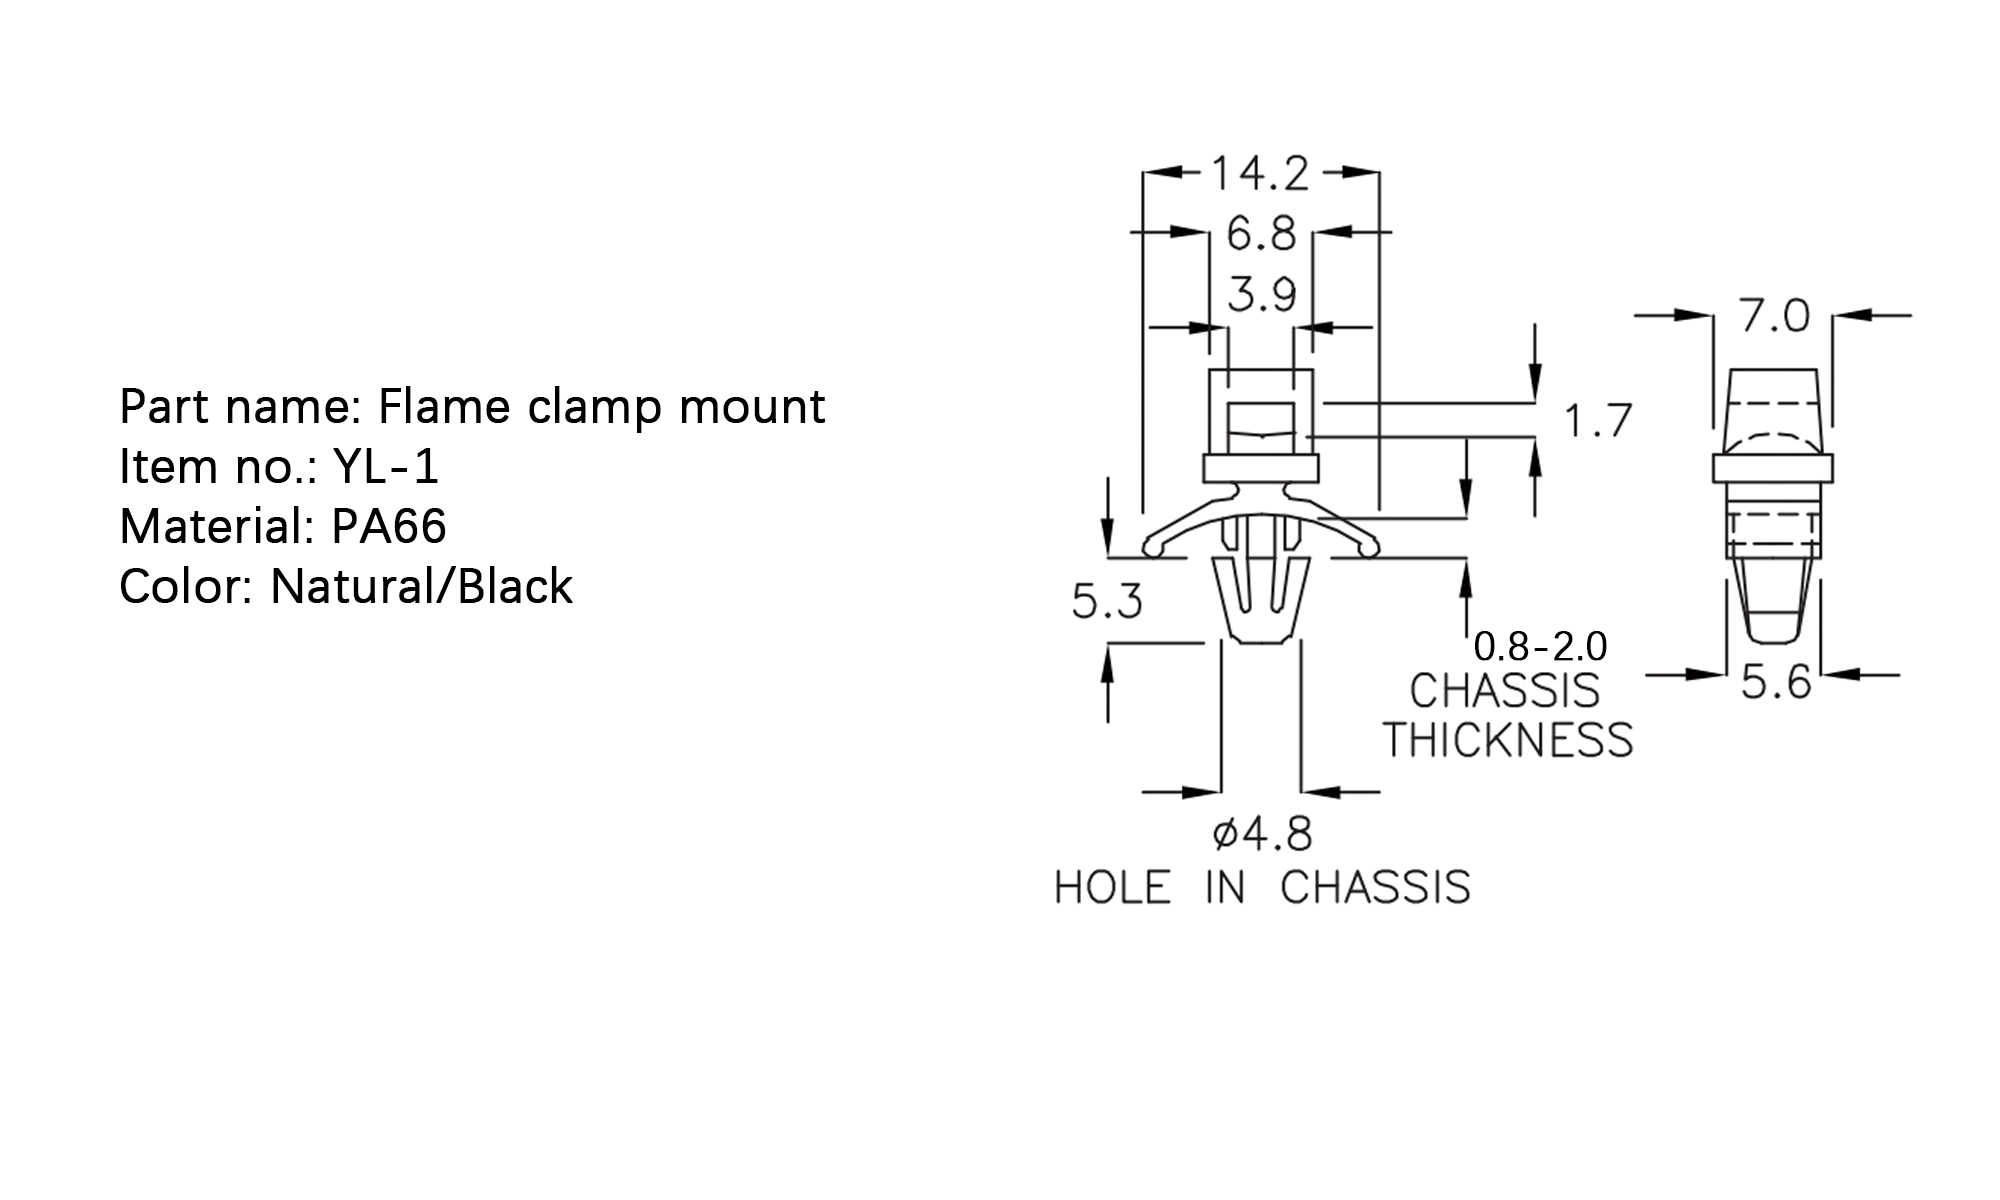 Part name: Flame clamp mount
Item no.: YL-1
Material: PA66
Color: Natural/Black
14.2
6.8
3.9
7.0
1.7
5.3
0.8-2.0
CHASSIS
THICKNESS
5.6
ø4.8
HOLE IN CHASSIS